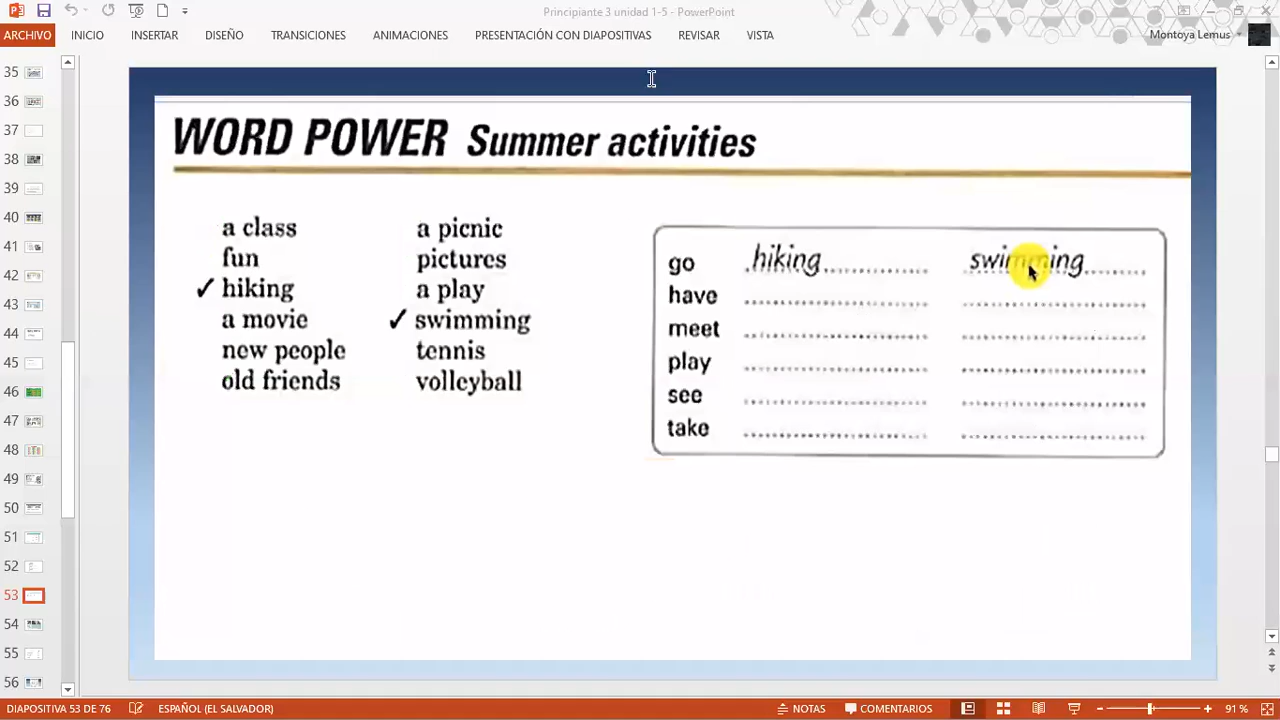 Principiante 3 unidad 1-5 - PowerPoint
ARCHIVO INICIO INSERTAR DISEÑO TRANSICIONES ANIMACIONES PRESENTACIÓN CON DIAPOSITIVAS REVISAR VISTA Montoya Lemus
35
36
37
38
39
40
41
42
43
44
45
46
47
48
49
50
51
52
53
54
55
56
WORD POWER Summer activities
a class
fun
✓ hiking
a movie
new people
old friends
a picnic
pictures
a play
✓ swimming
tennis
volleyball
go hiking swimming
have
meet
play
see
take
DIAPOSITIVA 53 DE 76 ESPAÑOL (EL SALVADOR) NOTAS COMENTARIOS 91 %